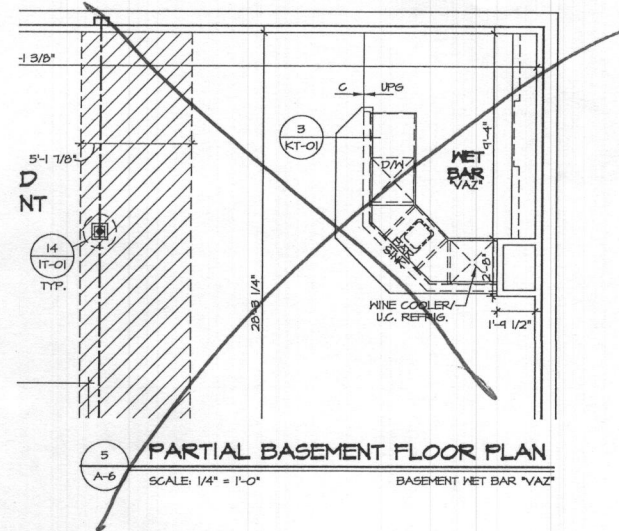 -1 3/8"
C UPG
3
KT-01
5'-1 7/8"
D/W
9'-4"
WET
BAR
"VAZ"
D
NT
14
IT-01
TYP.
BAR
SINK
2'-8"
28'-8 1/4"
WINE COOLER/
U.C. REFRIG.
1'-9 1/2"
5
A-6
PARTIAL BASEMENT FLOOR PLAN
SCALE: 1/4" = 1'-0"
BASEMENT WET BAR "VAZ"